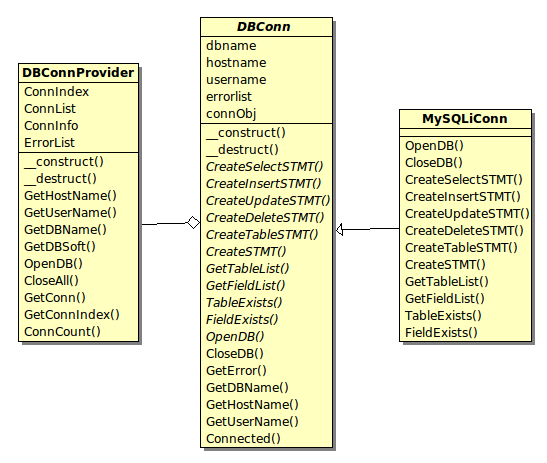 DBConnProvider
ConnIndex
ConnList
ConnInfo
ErrorList
__construct()
__destruct()
GetHostName()
GetUserName()
GetDBName()
GetDBSoft()
OpenDB()
CloseAll()
GetConn()
GetConnIndex()
ConnCount()
DBConn
dbname
hostname
username
errorlist
connObj
__construct()
__destruct()
CreateSelectSTMT()
CreateInsertSTMT()
CreateUpdateSTMT()
CreateDeleteSTMT()
CreateTableSTMT()
CreateSTMT()
GetTableList()
GetFieldList()
TableExists()
FieldExists()
OpenDB()
CloseDB()
GetError()
GetDBName()
GetHostName()
GetUserName()
Connected()
MySQLiConn
OpenDB()
CloseDB()
CreateSelectSTMT()
CreateInsertSTMT()
CreateUpdateSTMT()
CreateDeleteSTMT()
CreateTableSTMT()
CreateSTMT()
GetTableList()
GetFieldList()
TableExists()
FieldExists()